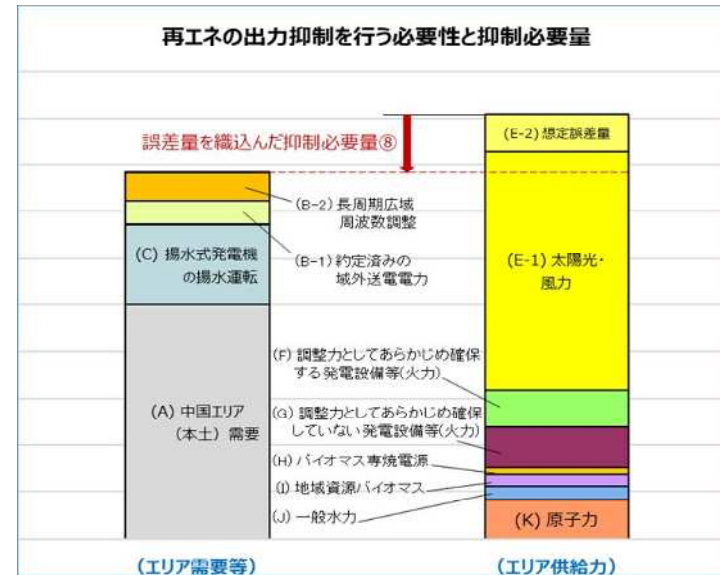 再エネの出力抑制を行う必要性と抑制必要量
誤差量を織込んだ抑制必要量⑧
(B-2) 長周期広域
周波数調整
(C) 揚水式発電機
の揚水運転
(B-1) 約定済みの
域外送電電力
(A) 中国エリア
(本土) 需要
(E-2) 想定誤差量
(E-1) 太陽光・
風力
(F) 調整力としてあらかじめ確保
する発電設備等(火力)
(G) 調整力としてあらかじめ確保
していない発電設備等(火力)
(H) バイオマス専焼電源
(I) 地域資源バイオマス
(J) 一般水力
(K) 原子力
(エリア需要等)
(エリア供給力)